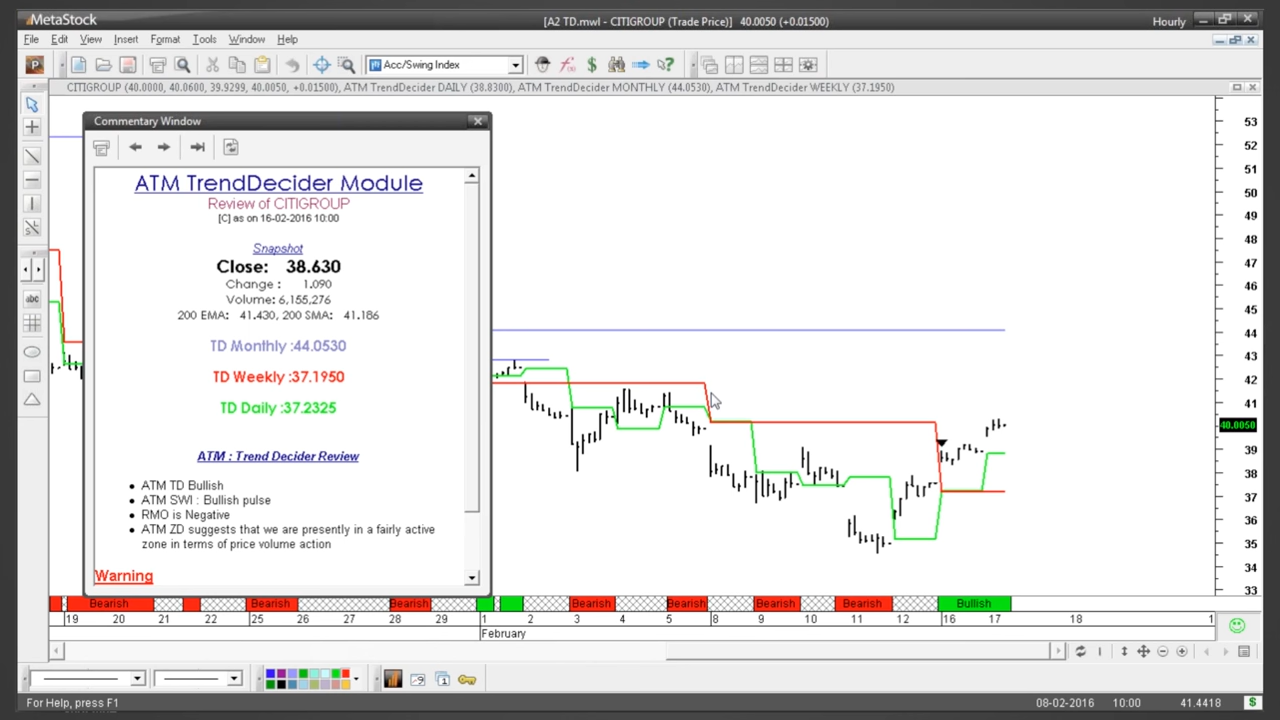 MetaStock
[A2 TD.mwl - CITIGROUP (Trade Price)] 40.0050 (+0.01500)
Hourly
File Edit View Insert Format Tools Window Help
P
Acc/Swing Index
CITIGROUP (40.0000, 40.0600, 39.9299, 40.0050, +0.01500), ATM TrendDecider DAILY (38.8300), ATM TrendDecider MONTHLY (44.0530), ATM TrendDecider WEEKLY (37.1950)
Commentary Window
ATM TrendDecider Module
Review of CITIGROUP
[C] as on 16-02-2016 10:00
Snapshot
Close: 38.630
Change : 1.090
Volume: 6,155,276
200 EMA: 41.430, 200 SMA: 41.186
TD Monthly :44.0530
TD Weekly :37.1950
TD Daily :37.2325
ATM : Trend Decider Review
ATM TD Bullish
ATM SWI : Bullish pulse
RMO is Negative
ATM ZD suggests that we are presently in a fairly active
zone in terms of price volume action
Warning
abc
53
52
51
50
49
48
47
46
45
44
43
42
41
40.0050
39
38
37
36
35
34
33
Bearish Bearish Bearish Bearish Bearish Bearish Bearish Bullish
19 20 21 22 25 26 27 28 29 1 2 3 4 5 8 9 10 11 12 16 17 18 1
February
For Help, press F1
08-02-2016 10:00 41.4418 $